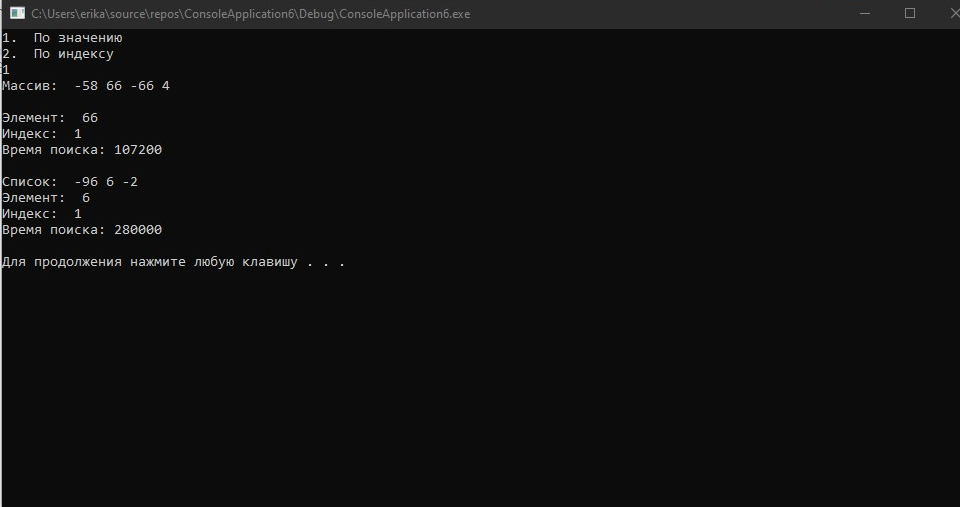 C:\Users\erika\source\repos\ConsoleApplication6\Debug\ConsoleApplication6.exe
1.  По значению
2.  По индексу
1
Массив:  -58 66 -66 4
Элемент:  66
Индекс:  1
Время поиска: 107200
Список:  -96 6 -2
Элемент:  6
Индекс:  1
Время поиска: 280000
Для продолжения нажмите любую клавишу . . .